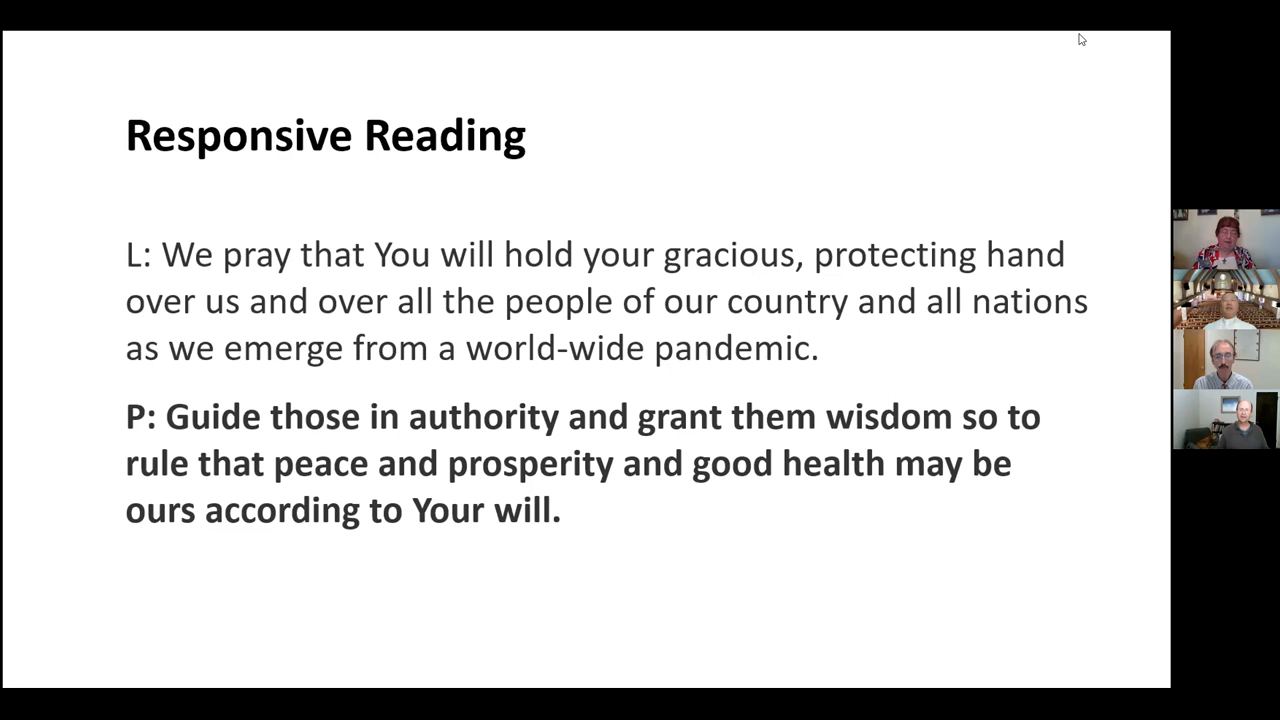 Responsive Reading
L: We pray that You will hold your gracious, protecting hand
over us and over all the people of our country and all nations
as we emerge from a world-wide pandemic.
P: Guide those in authority and grant them wisdom so to
rule that peace and prosperity and good health may be
ours according to Your will.